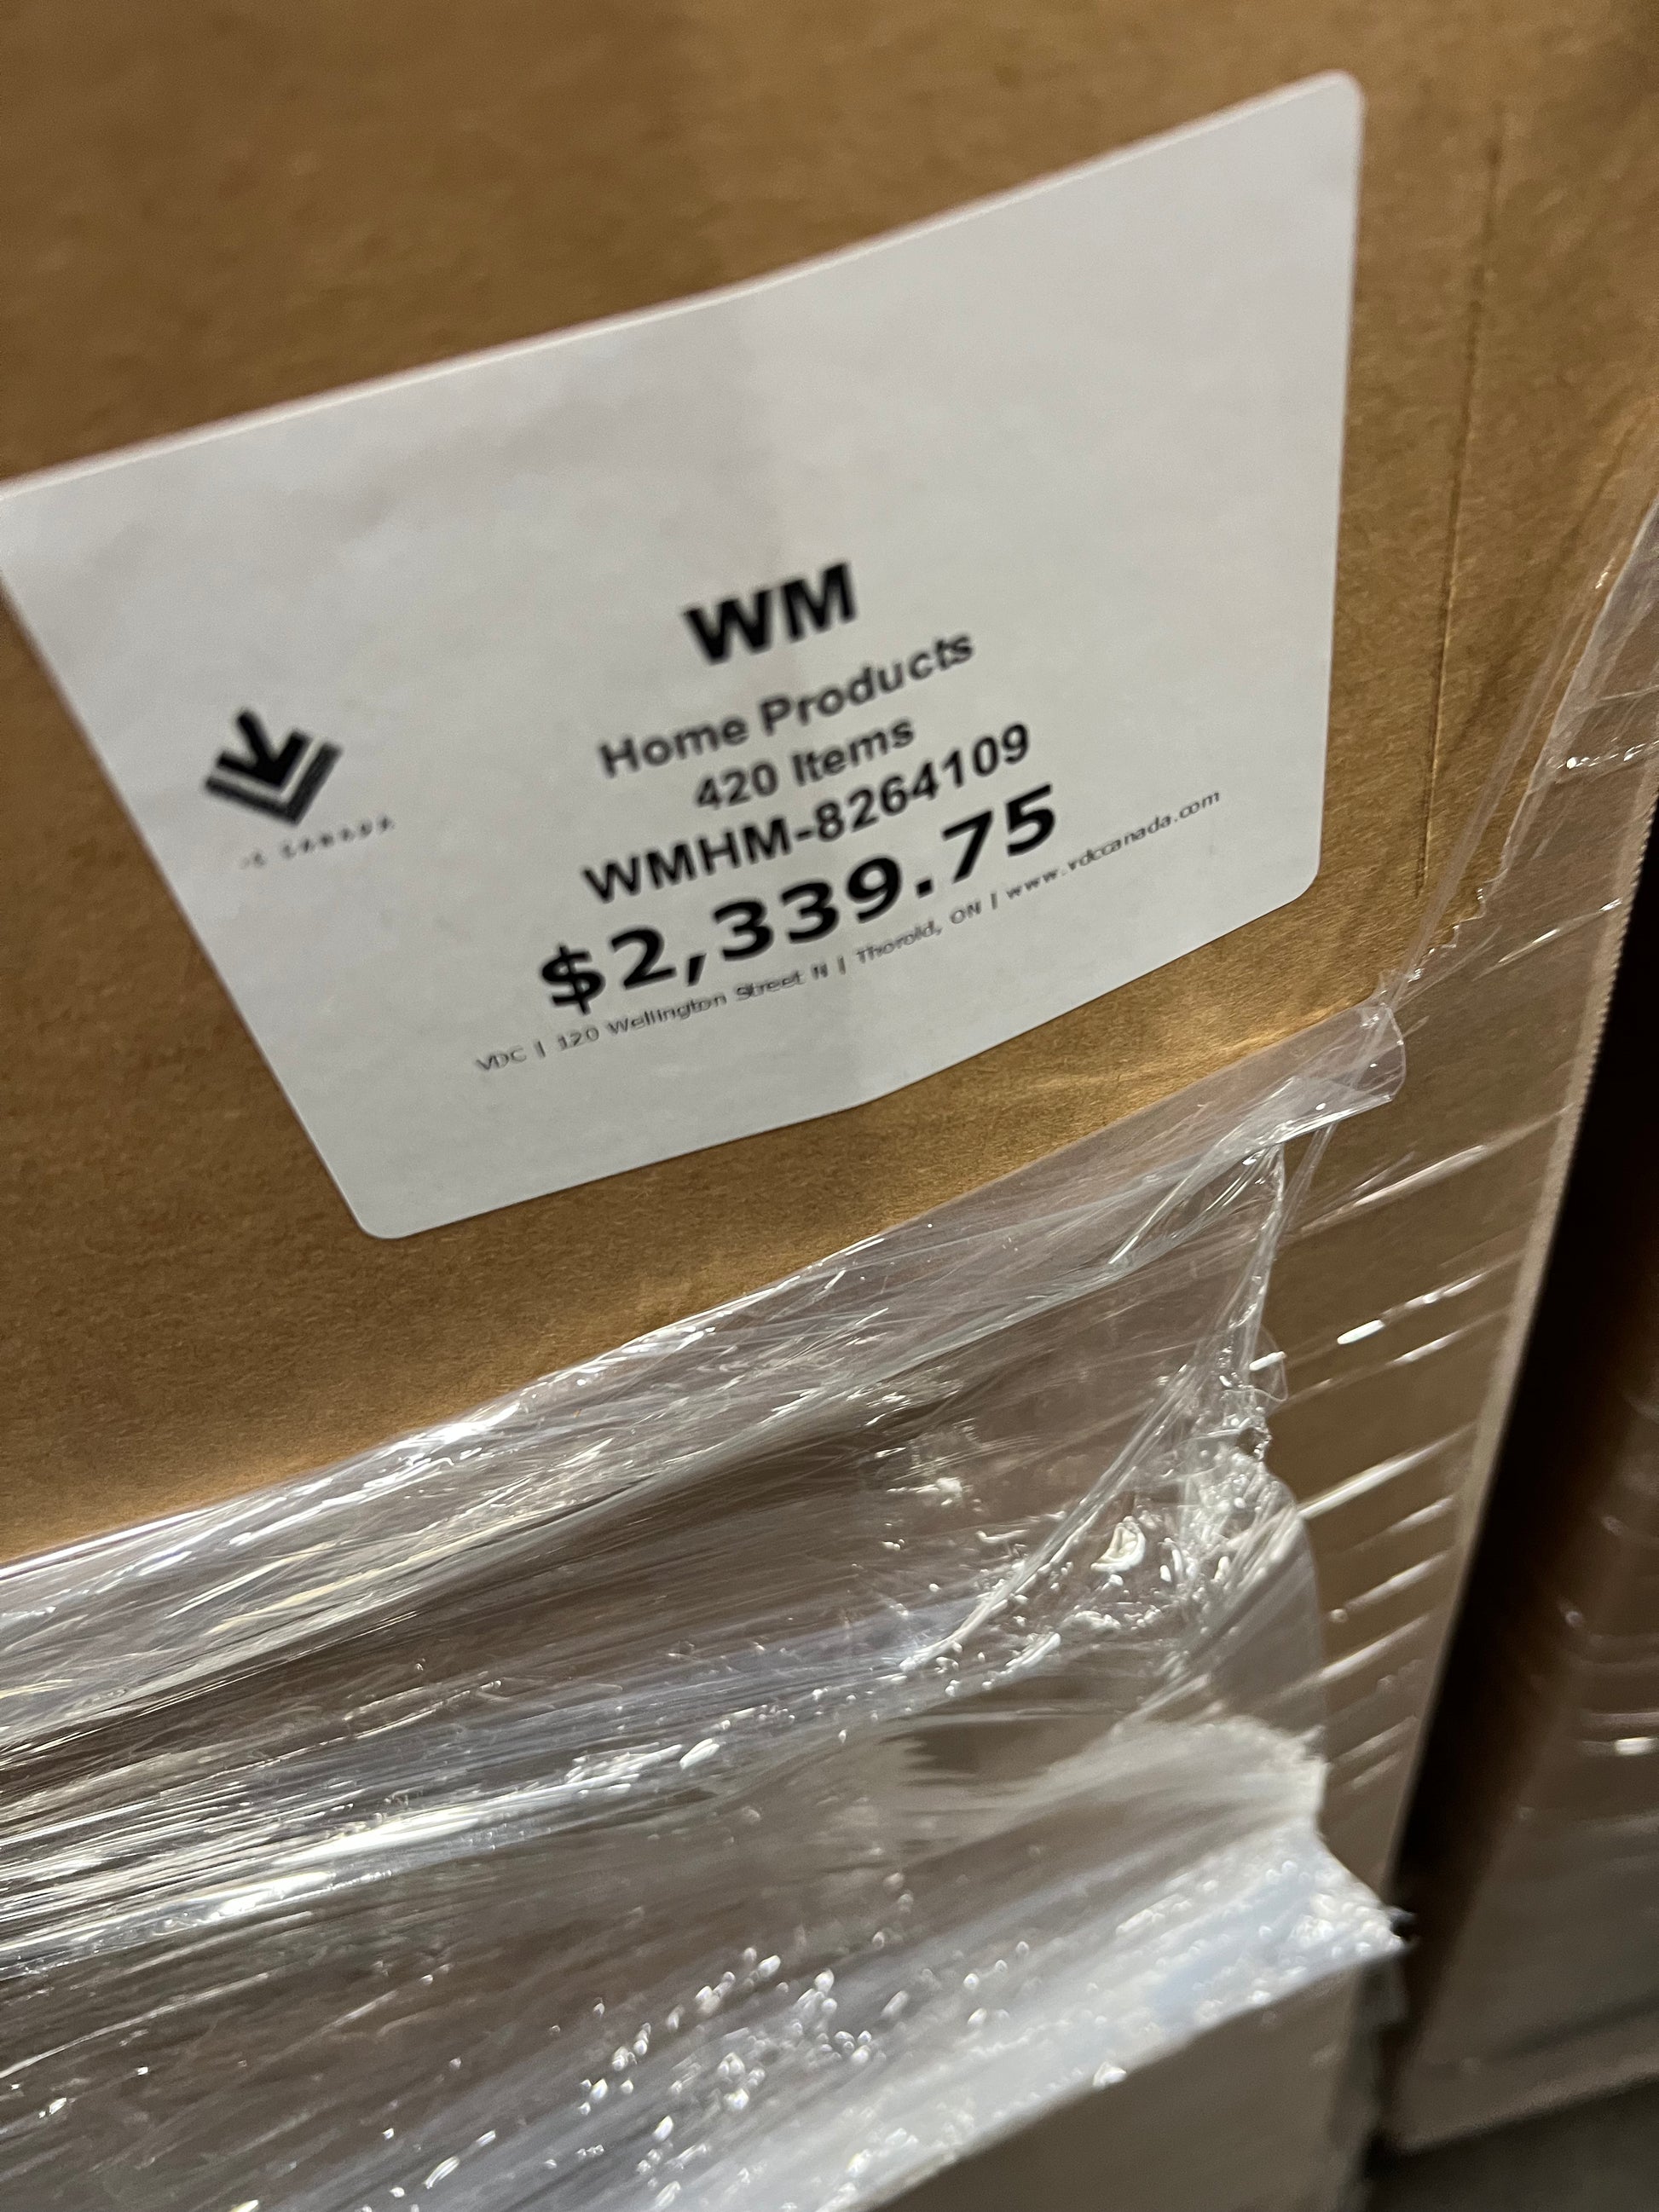 WM
Home Products
420 Items
WMHM-8264109
$2,339.75
VDC | 120 Wellington Street N | Thorold, ON | www.vdccanada.com
CANADA